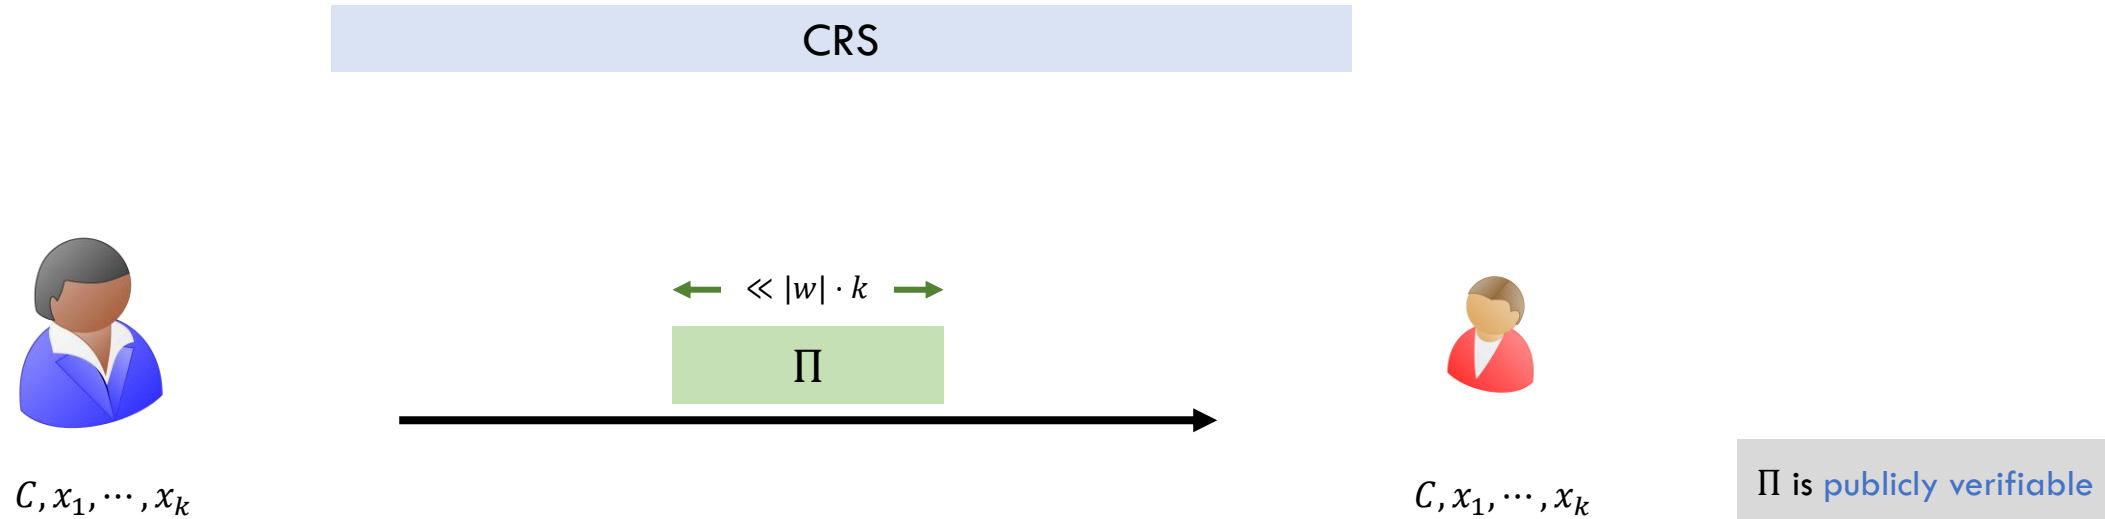 CRS
≪ |w| · k
Π
C, x₁, ⋯ , xₖ
C, x₁, ⋯ , xₖ
Π is publicly verifiable